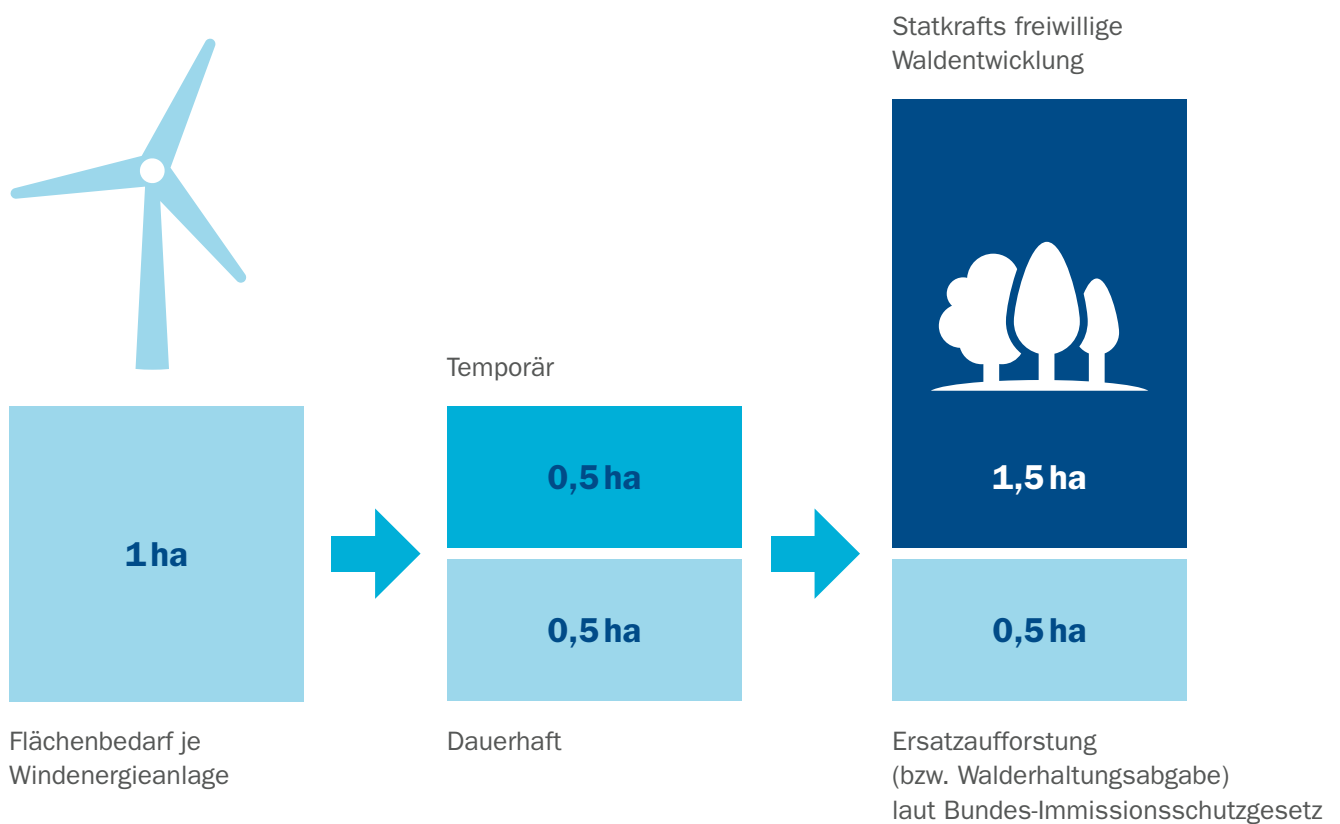 Statkrafts freiwillige
Waldentwicklung
1,5 ha
Temporär
0,5 ha
1 ha
0,5 ha
0,5 ha
Flächenbedarf je
Windenergieanlage
Dauerhaft
Ersatzaufforstung
(bzw. Walderhaltungsabgabe)
laut Bundes-Immissionsschutzgesetz